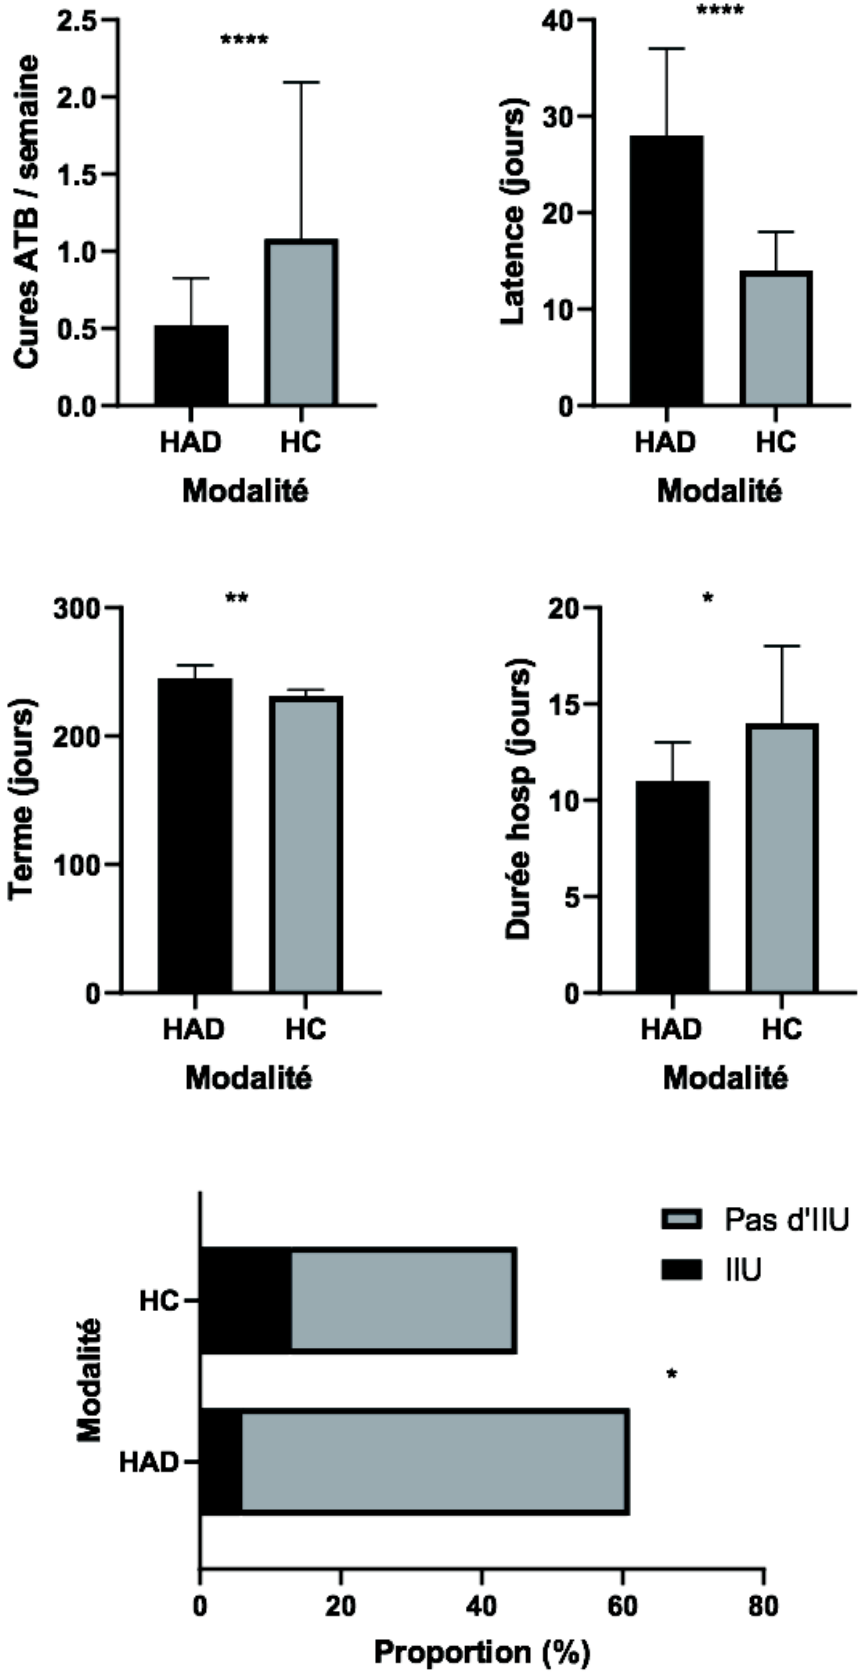 ****
Cures ATB / semaine
2.5
2.0
1.5
1.0
0.5
0.0
HAD HC
Modalité
****
Latence (jours)
40
30
20
10
0
HAD HC
Modalité
**
Terme (jours)
300
200
100
0
HAD HC
Modalité
*
Durée hosp (jours)
20
15
10
5
0
HAD HC
Modalité
Pas d'IIU
IIU
*
Modalité
HC
HAD
0 20 40 60 80
Proportion (%)